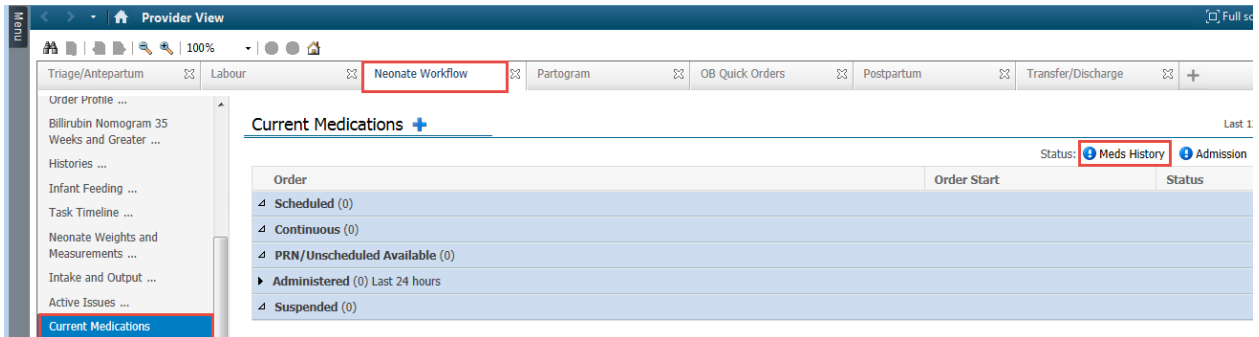 Menu
Provider View
Full sc
100%
Triage/Antepartum
Labour
Neonate Workflow
Partogram
OB Quick Orders
Postpartum
Transfer/Discharge
Order Profile ...
Billirubin Nomogram 35
Weeks and Greater ...
Histories ...
Infant Feeding ...
Task Timeline ...
Neonate Weights and
Measurements ...
Intake and Output ...
Active Issues ...
Current Medications
Current Medications
Last 1
Status: Meds History Admission
Order Order Start Status
Scheduled (0)
Continuous (0)
PRN/Unscheduled Available (0)
Administered (0) Last 24 hours
Suspended (0)